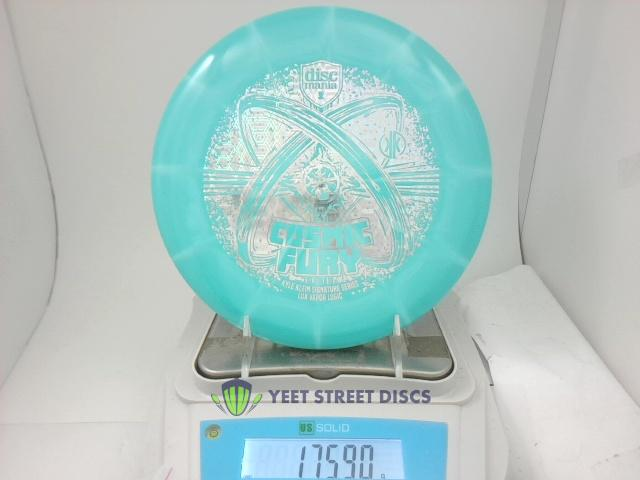 disc
mania
COSMIC
FURY
KYLE KLEIN SIGNATURE SERIES
LUX VAPOR LOGIC
YEET STREET DISCS
US SOLID
175.90 g